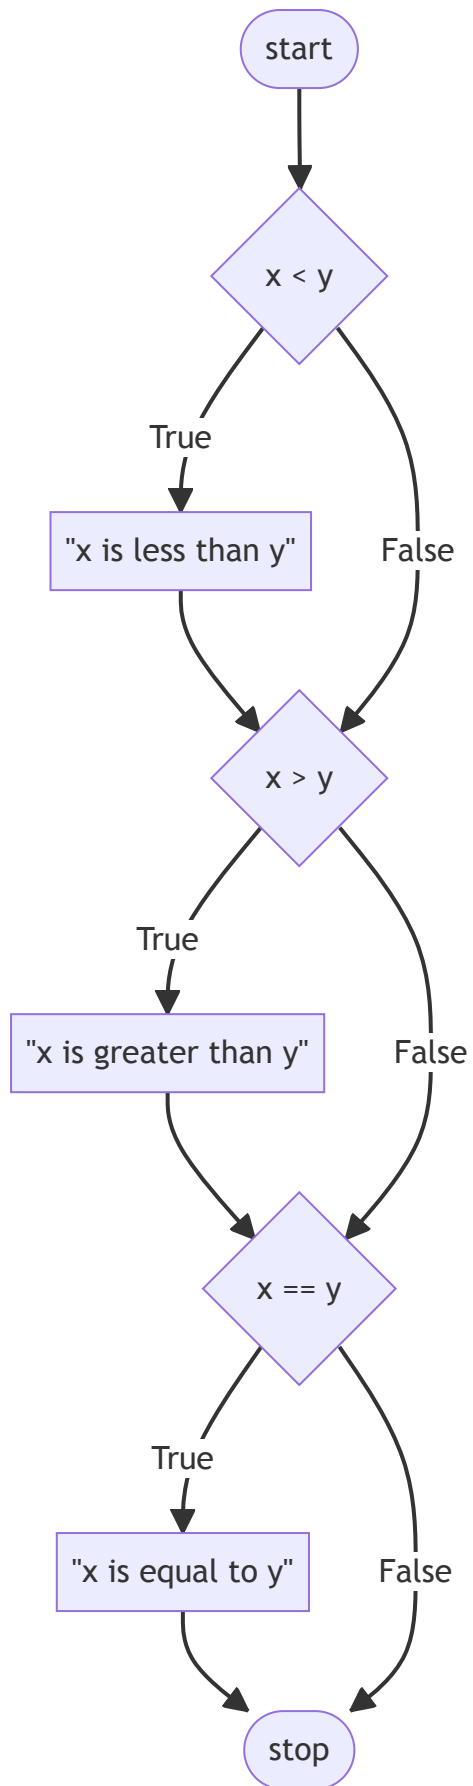 start
x < y
True
"x is less than y"
False
x > y
True
"x is greater than y"
False
x == y
True
"x is equal to y"
False
stop